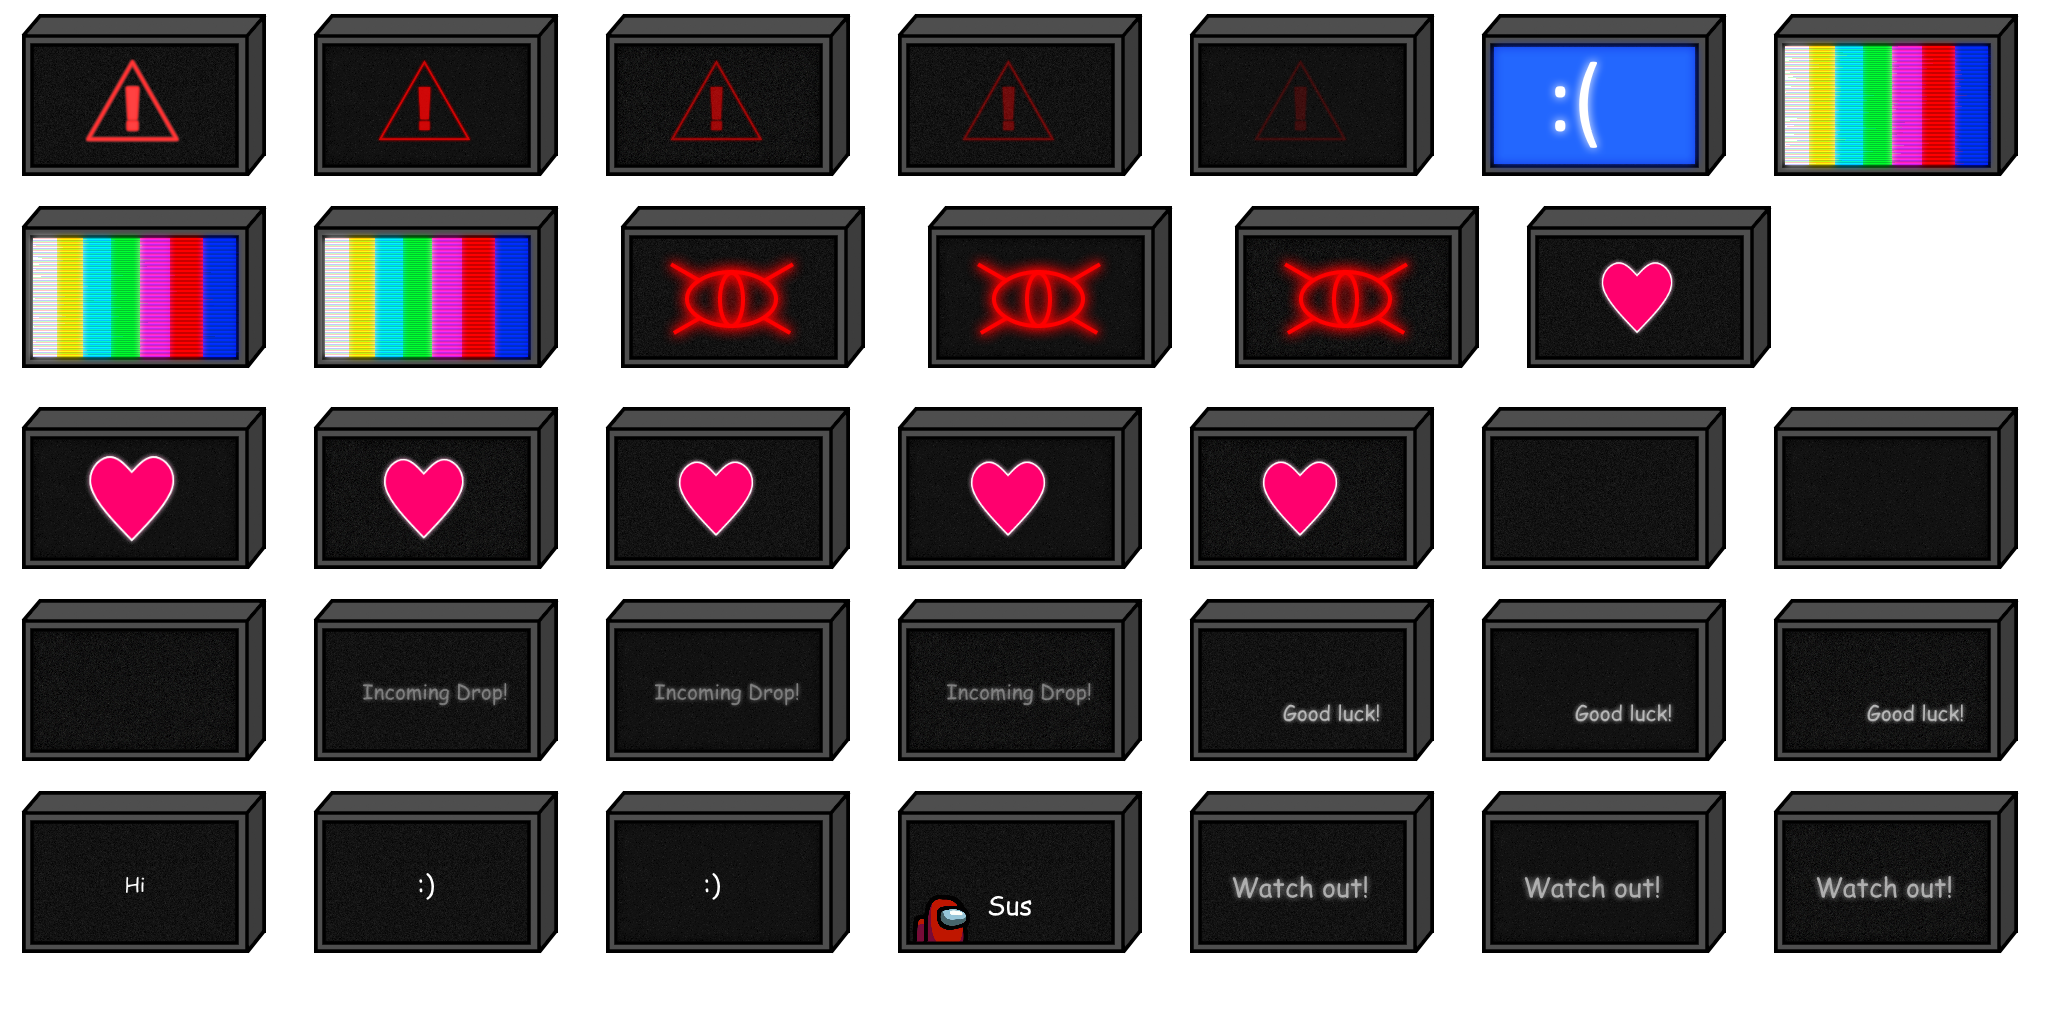 !
!
!
!
!
:(
Incoming Drop!
Incoming Drop!
Incoming Drop!
Good luck!
Good luck!
Good luck!
Hi
:)
:)
Sus
Watch out!
Watch out!
Watch out!